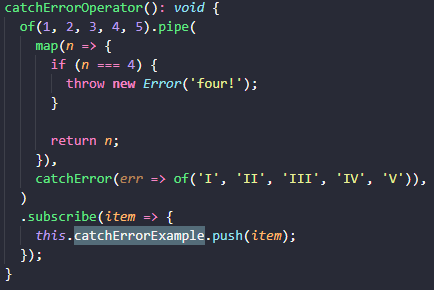 catchErrorOperator(): void {
  of(1, 2, 3, 4, 5).pipe(
    map(n => {
      if (n === 4) {
        throw new Error('four!');
      }

      return n;
    }),
    catchError(err => of('I', 'II', 'III', 'IV', 'V')),
  )
  .subscribe(item => {
    this.catchErrorExample.push(item);
  });
}